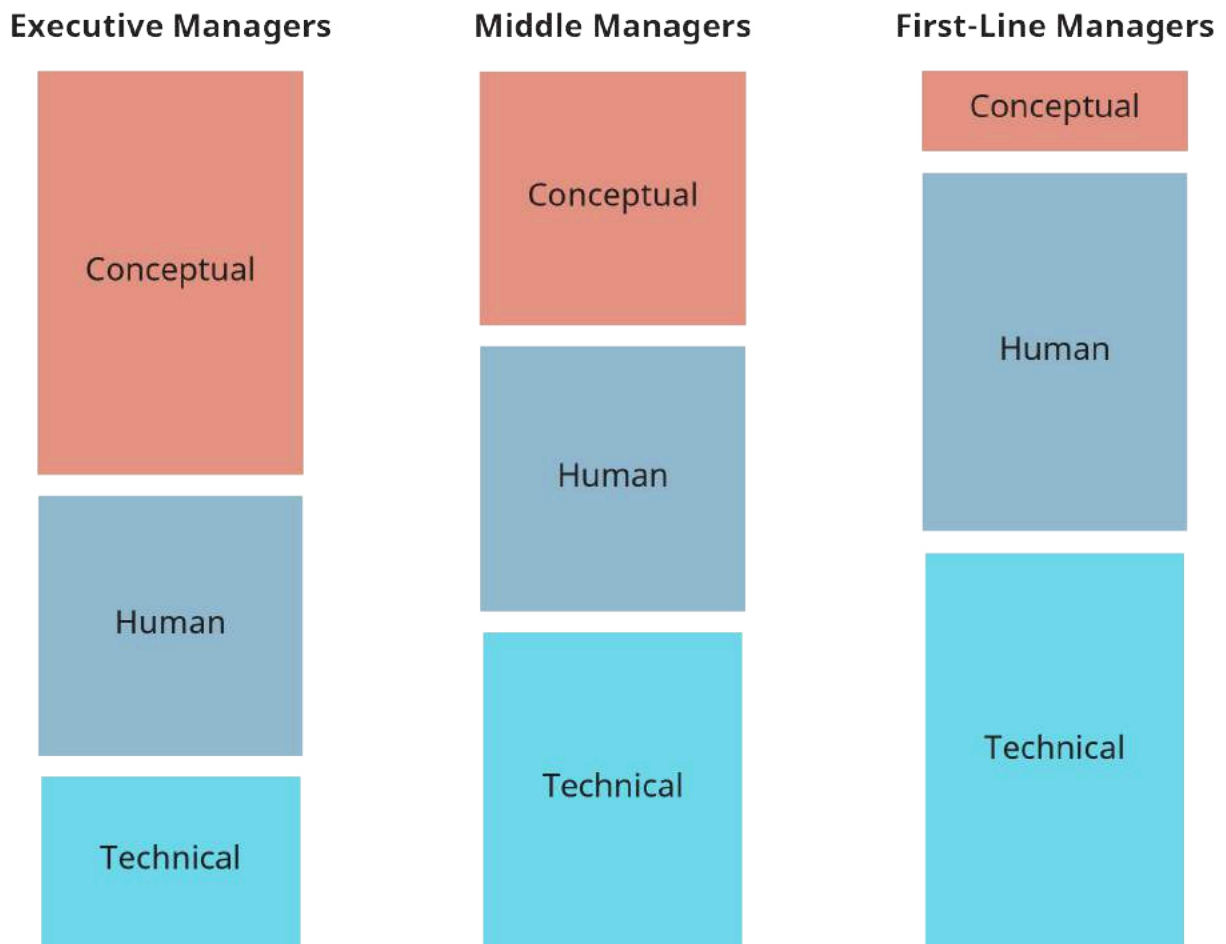 Executive Managers
Conceptual
Human
Technical
Middle Managers
Conceptual
Human
Technical
First-Line Managers
Conceptual
Human
Technical